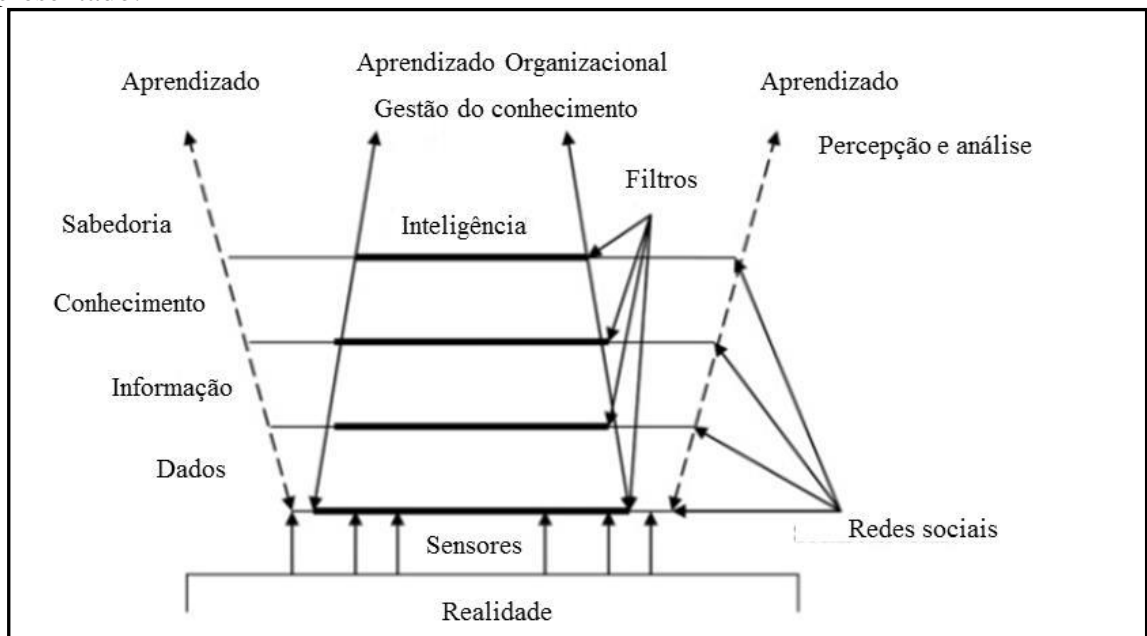 Aprendizado Organizacional
Aprendizado
Aprendizado
Gestão do conhecimento
Percepção e análise
Filtros
Sabedoria
Inteligência
Conhecimento
Informação
Dados
Redes sociais
Sensores
Realidade